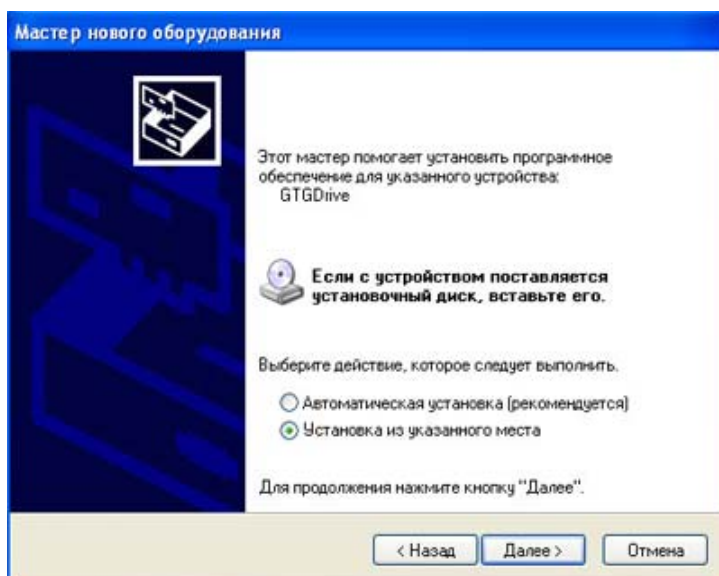 Мастер нового оборудования
Этот мастер помогает установить программное
обеспечение для указанного устройства:
GTGDrive
Если с устройством поставляется
установочный диск, вставьте его.
Выберите действие, которое следует выполнить.
Автоматическая установка (рекомендуется)
Установка из указанного места
Для продолжения нажмите кнопку "Далее".
< Назад
Далее >
Отмена